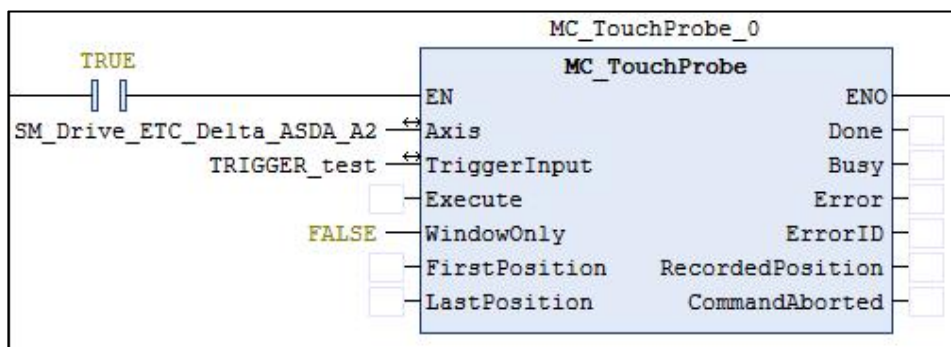 MC_TouchProbe_0
TRUE
MC_TouchProbe
EN ENO
SM_Drive_ETC_Delta_ASDA_A2 Axis Done
TRIGGER_test TriggerInput Busy
Execute Error
FALSE WindowOnly ErrorID
FirstPosition RecordedPosition
LastPosition CommandAborted